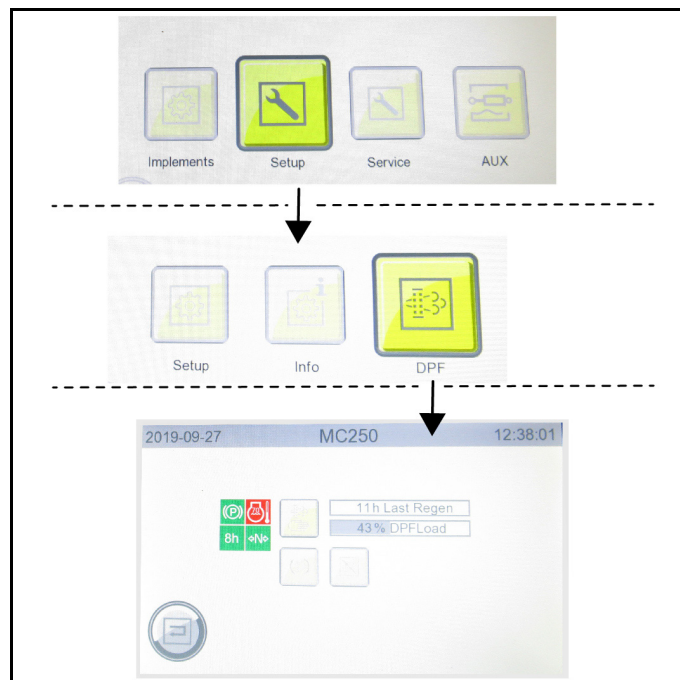 Implements Setup Service AUX
Setup Info DPF
2019-09-27 MC250 12:38:01
(P) 70 11h Last Regen
8h N 43% DPFLoad